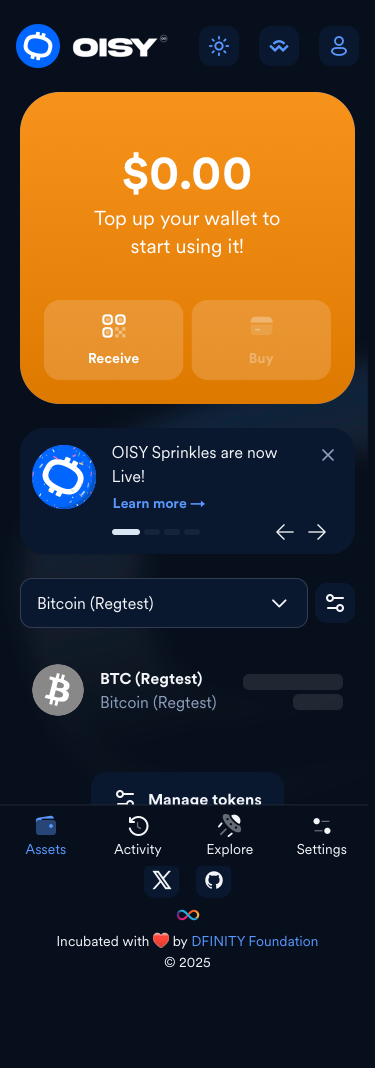 OISY
$0.00
Top up your wallet to
start using it!
Receive
Buy
OISY Sprinkles are now
Live!
Learn more →
Bitcoin (Regtest)
BTC (Regtest)
Bitcoin (Regtest)
Manage tokens
Assets
Activity
Explore
Settings
Incubated with ❤️ by DFINITY Foundation
© 2025